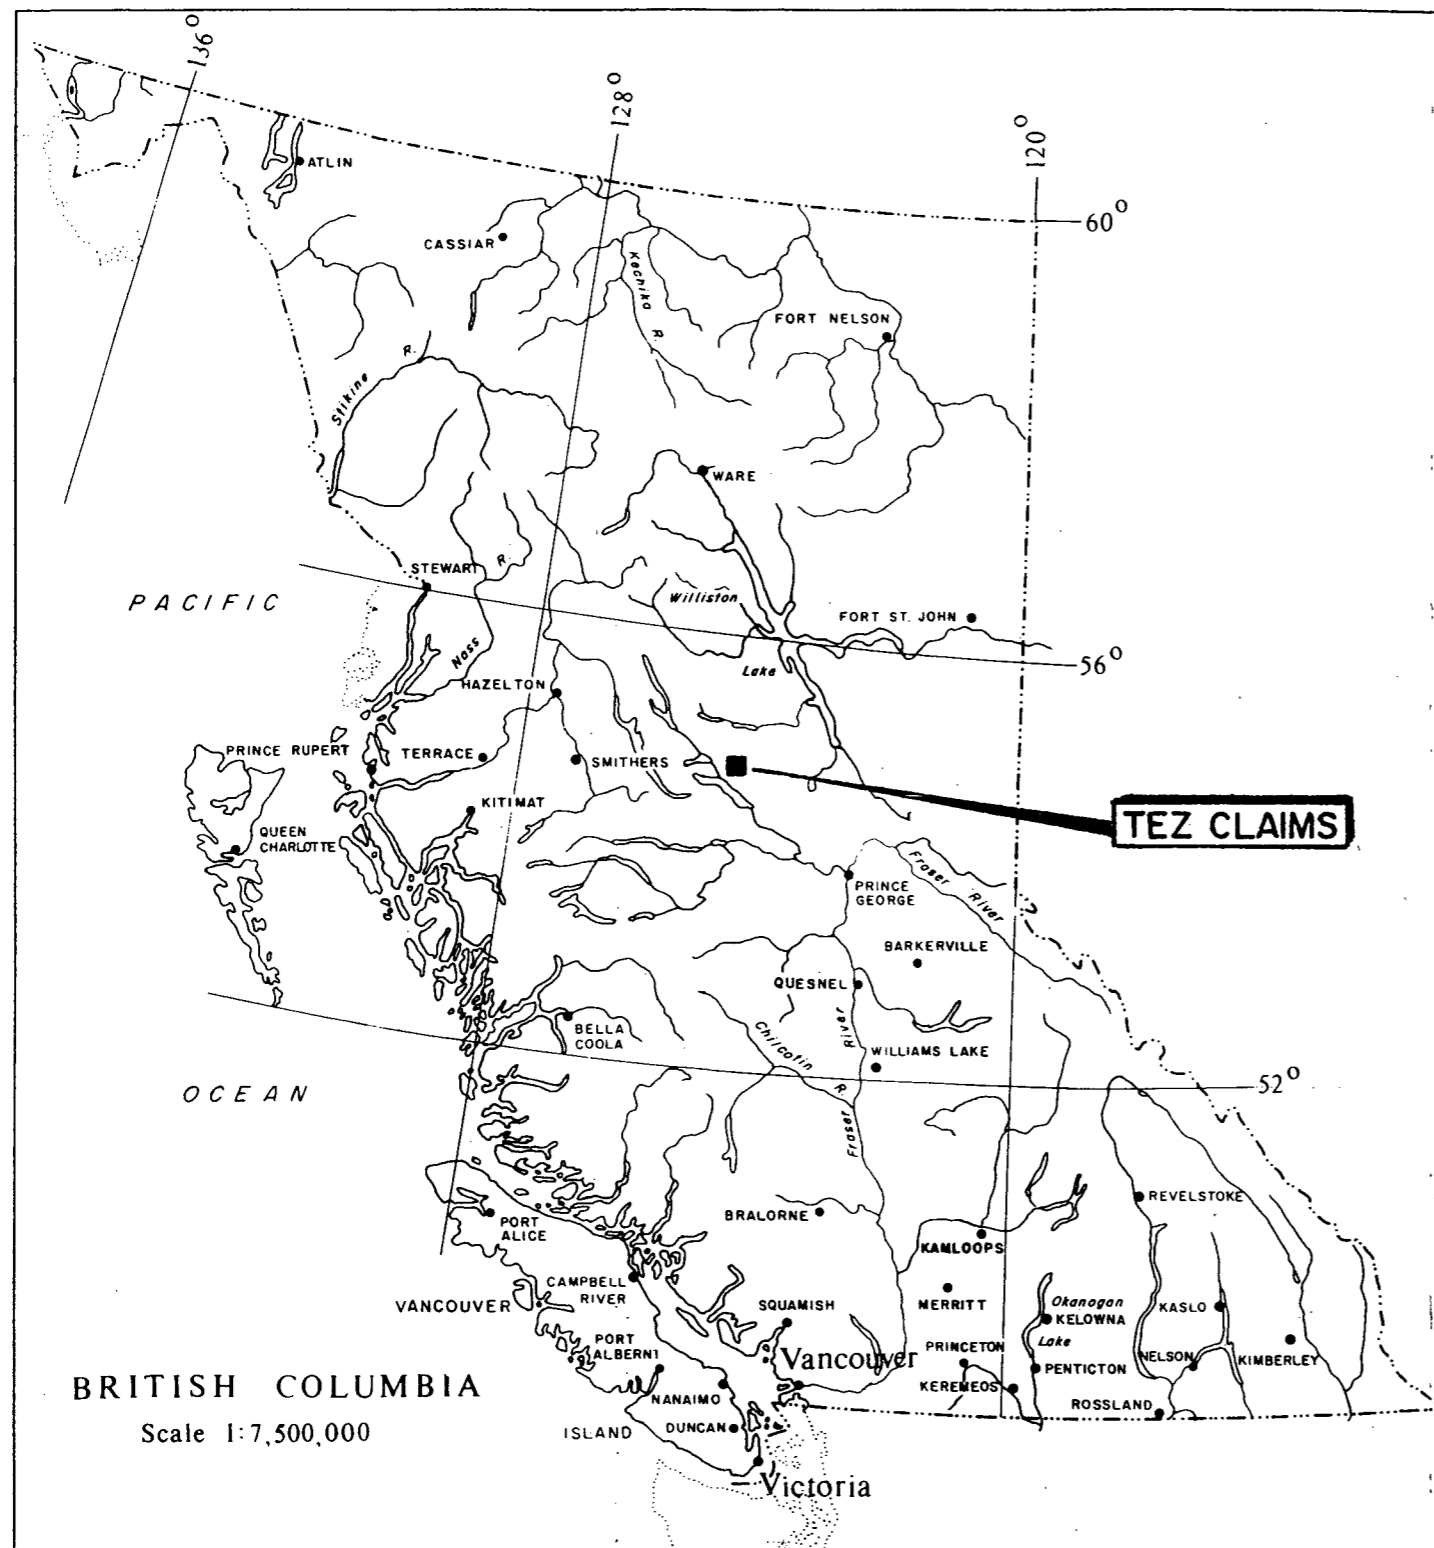 136°
128°
120°
ATLIN
60°
CASSIAR
Kechika R.
FORT NELSON
Stikine R.
WARE
STEWART
R.
PACIFIC
Williston
FORT ST. JOHN
Nass
56°
Lake
HAZELTON
PRINCE RUPERT
TERRACE
SMITHERS
KITIMAT
TEZ CLAIMS
QUEEN
CHARLOTTE
Fraser River
PRINCE
GEORGE
BARKERVILLE
QUESNEL
BELLA
COOLA
Chilcotin R.
River
WILLIAMS LAKE
52°
OCEAN
Fraser
REVELSTOKE
PORT
ALICE
BRALORNE
KAMLOOPS
CAMPBELL
RIVER
VANCOUVER
SQUAMISH
MERRITT
Okanagan
KELOWNA
Lake
KASLO
PORT
ALBERNI
Vancouver
PRINCETON
PENTICTON
NELSON
KIMBERLEY
BRITISH COLUMBIA
NANAIMO
KEREMEOS
ROSSLAND
Scale 1:7,500,000
ISLAND
DUNCAN
Victoria